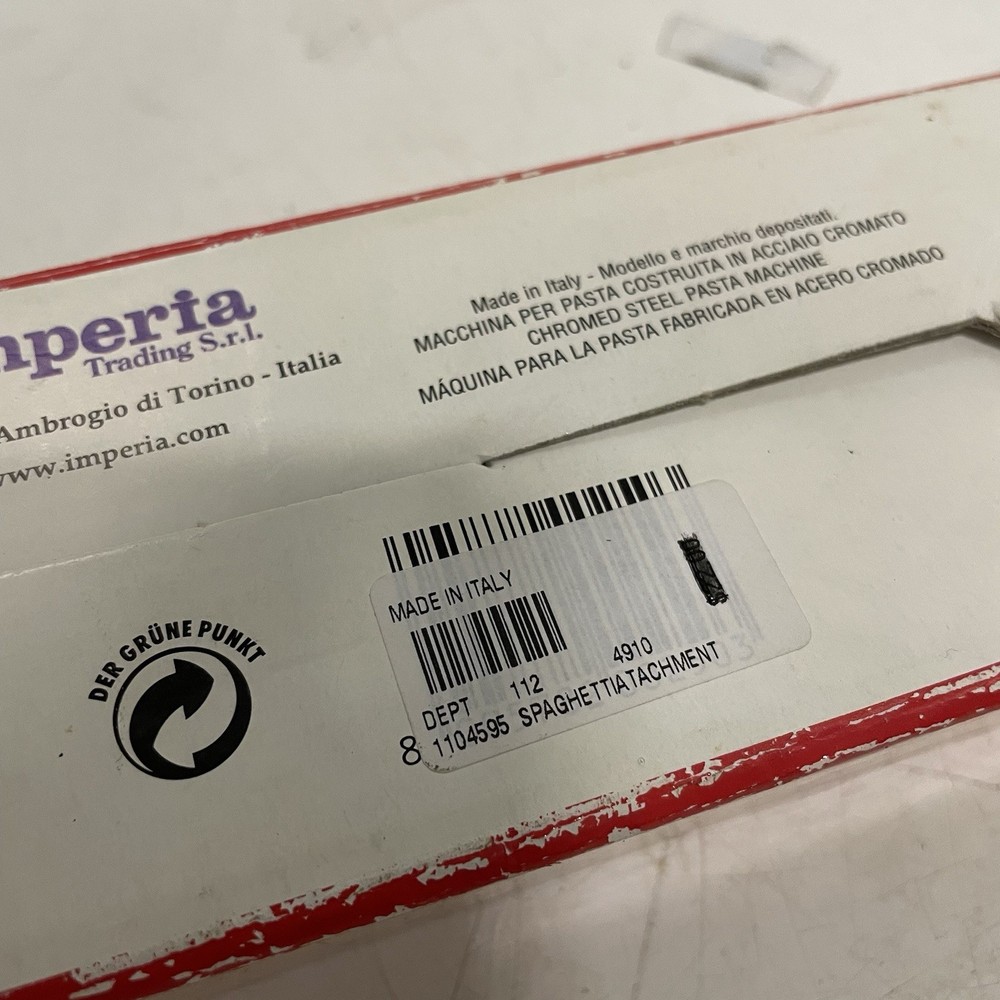 mperia
Trading S.r.l.
Ambrogio di Torino - Italia
www.imperia.com
Made in Italy - Modello e marchio depositati.
MACCHINA PER PASTA COSTRUITA IN ACCIAIO CROMATO
CHROMED STEEL PASTA MACHINE
MÁQUINA PARA LA PASTA FABRICADA EN ACERO CROMADO
DER GRÜNE PUNKT
MADE IN ITALY
DEPT 112 4910
1104595 SPAGHETTIATACHMENT
8
03